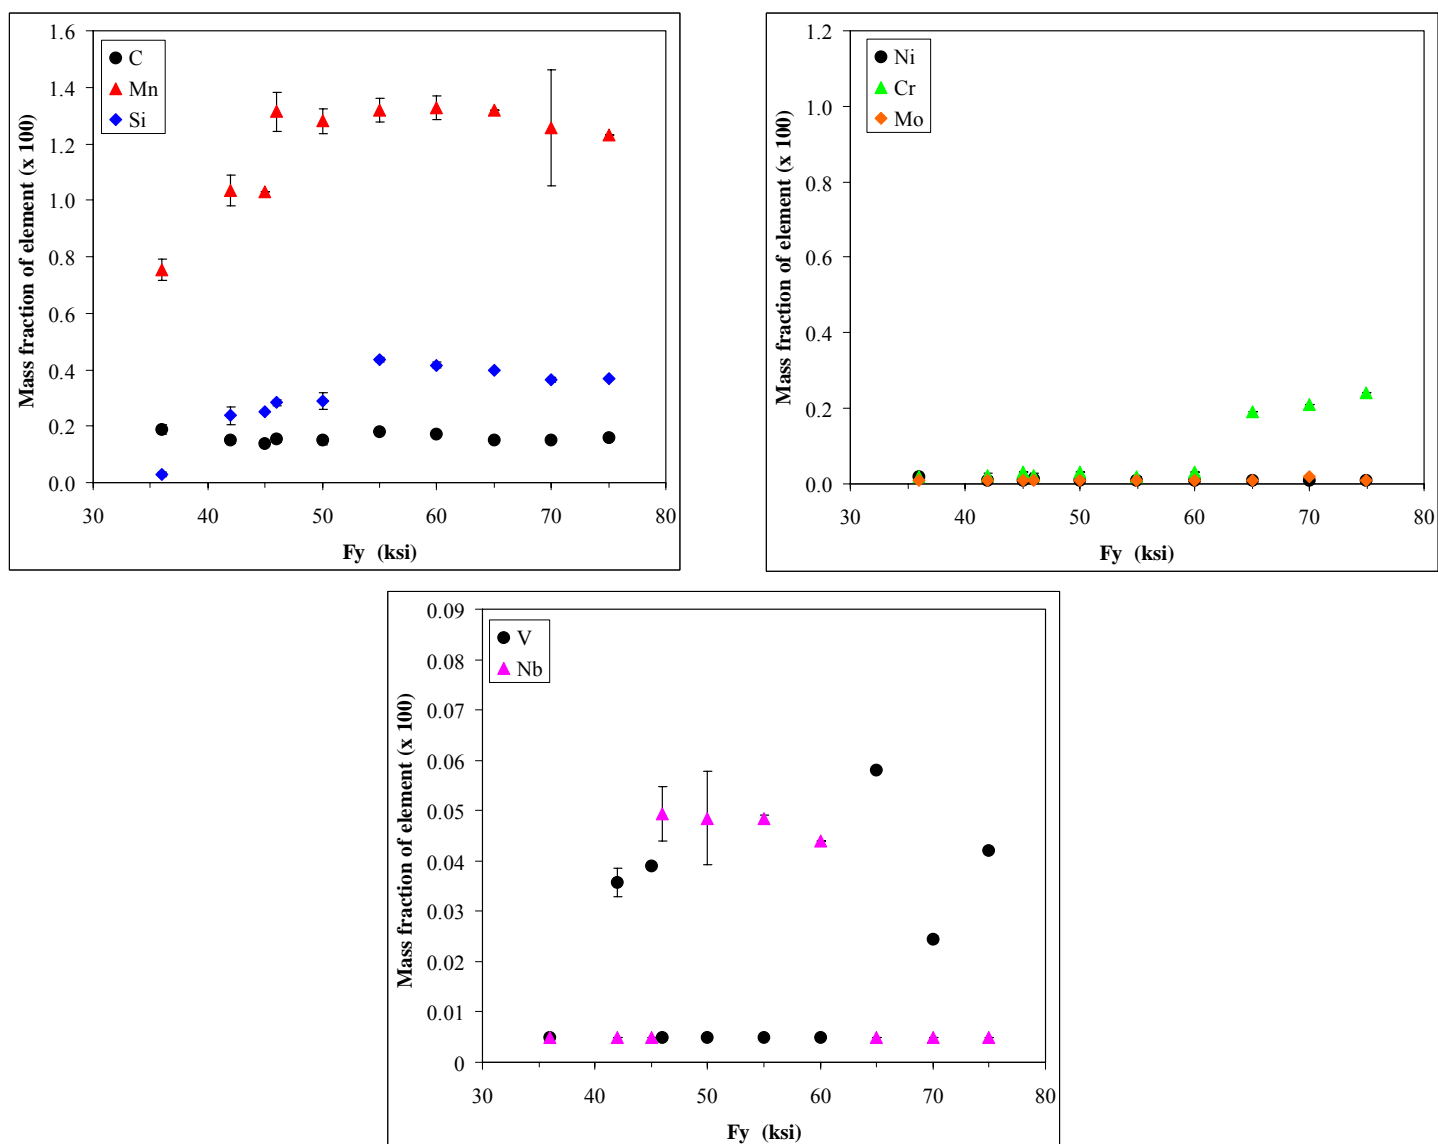 C
Mn
Si
Mass fraction of element (x 100)
1.6
1.4
1.2
1.0
0.8
0.6
0.4
0.2
0.0
30 40 50 60 70 80
Fy (ksi)
Ni
Cr
Mo
Mass fraction of element (x 100)
1.2
1.0
0.8
0.6
0.4
0.2
0.0
30 40 50 60 70 80
Fy (ksi)
V
Nb
Mass fraction of element (x 100)
0.09
0.08
0.07
0.06
0.05
0.04
0.03
0.02
0.01
0
30 40 50 60 70 80
Fy (ksi)